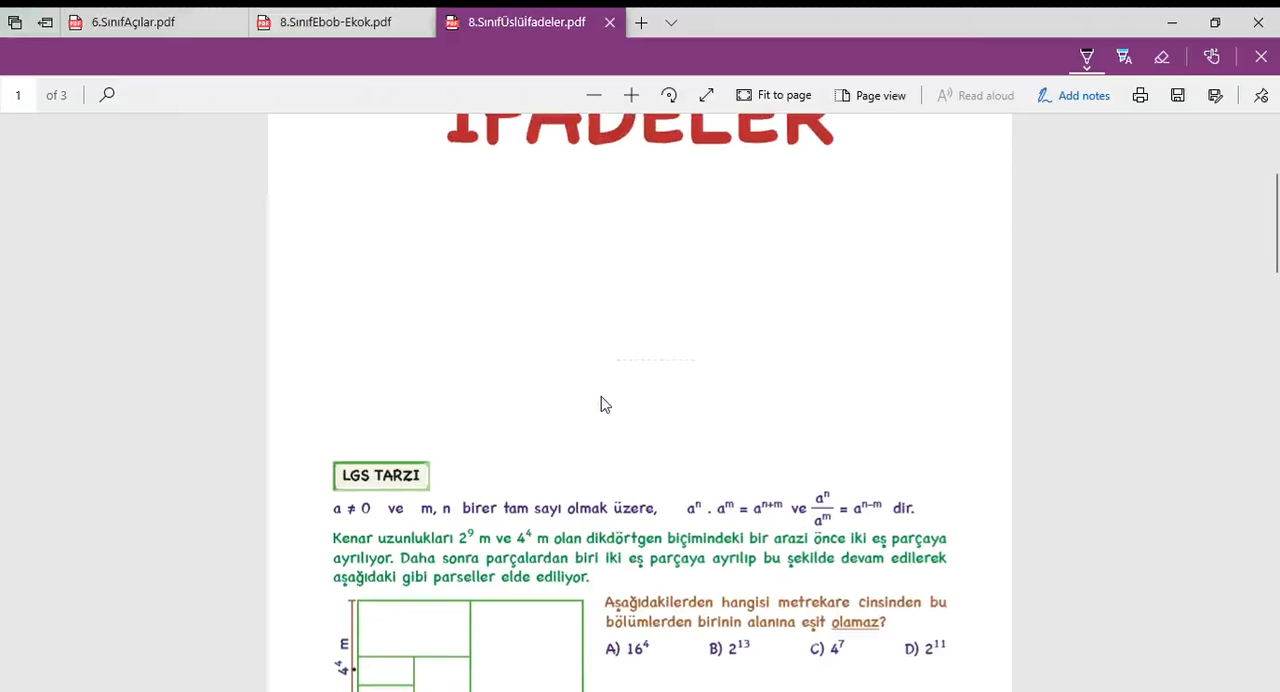 6.SınıfAçılar.pdf
8.SınıfEbob-Ekok.pdf
8.SınıfÜslüİfadeler.pdf
1 of 3
Fit to page
Page view
Read aloud
Add notes
İFADELER
LGS TARZI
a ≠ 0 ve m, n birer tam sayı olmak üzere, aⁿ . aᵐ = aⁿ⁺ᵐ ve aⁿ/aᵐ = aⁿ⁻ᵐ dir.
Kenar uzunlukları 2⁹ m ve 4⁴ m olan dikdörtgen biçimindeki bir arazi önce iki eş parçaya
ayrılıyor. Daha sonra parçalardan biri iki eş parçaya ayrılıp bu şekilde devam edilerek
aşağıdaki gibi parseller elde ediliyor.
4⁴ m
Aşağıdakilerden hangisi metrekare cinsinden bu
bölümlerden birinin alanına eşit olamaz?
A) 16⁴ B) 2¹³ C) 4⁷ D) 2¹¹